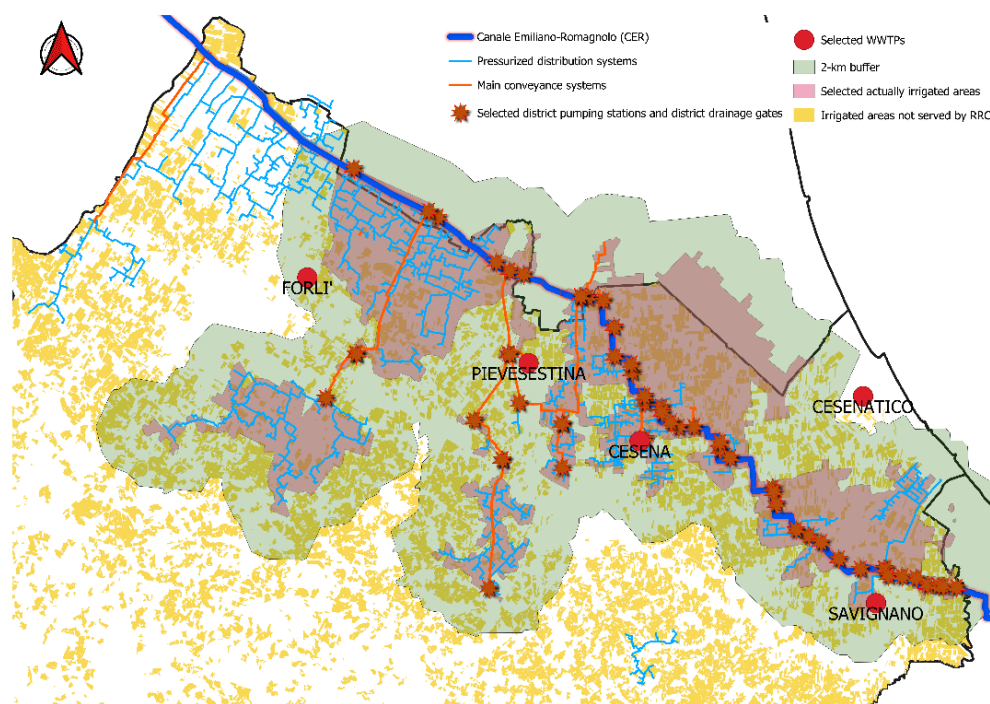 Canale Emiliano-Romagnolo (CER)
Pressurized distribution systems
Main conveyance systems
Selected district pumping stations and district drainage gates
Selected WWTPs
2-km buffer
Selected actually irrigated areas
Irrigated areas not served by RRC
FORLI'
PIEVESESTINA
CESENATICO
CESENA
SAVIGNANO